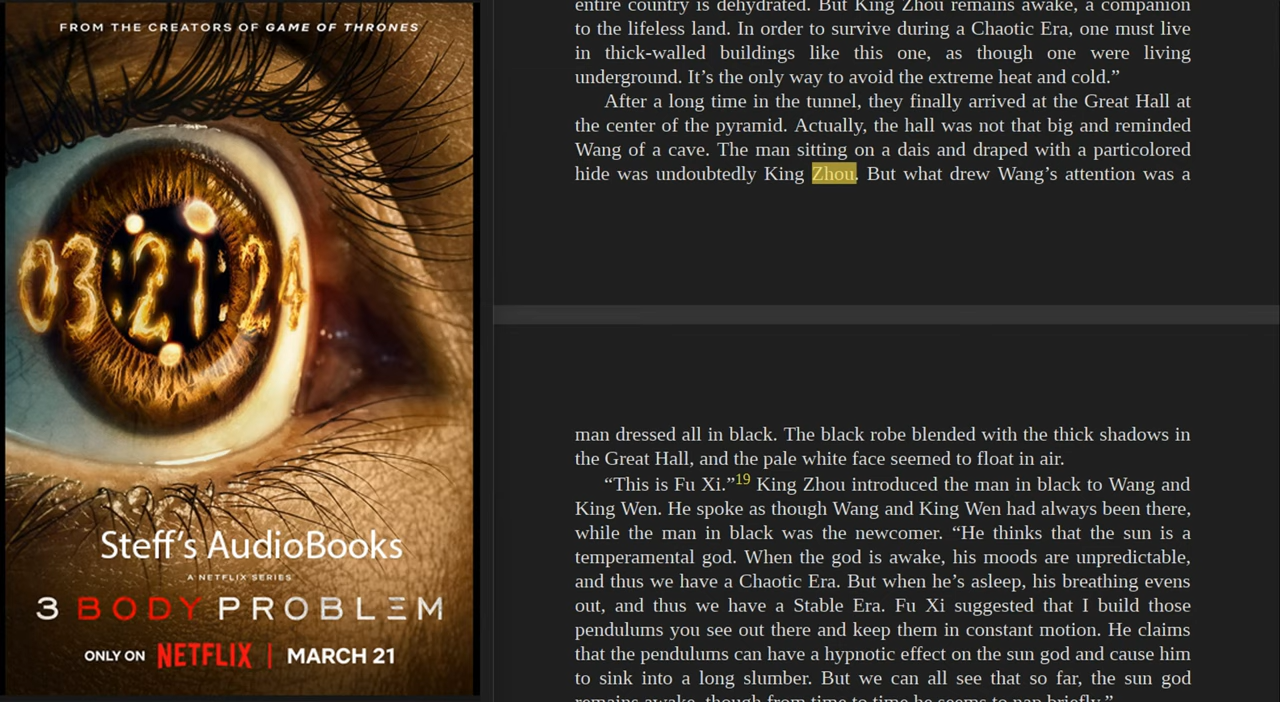 FROM THE CREATORS OF GAME OF THRONES
03:21:24
Steff's AudioBooks
A NETFLIX SERIES
3 BODY PROBLEM
ONLY ON NETFLIX | MARCH 21
entire country is dehydrated. But King Zhou remains awake, a companion
to the lifeless land. In order to survive during a Chaotic Era, one must live
in thick-walled buildings like this one, as though one were living
underground. It’s the only way to avoid the extreme heat and cold.”
After a long time in the tunnel, they finally arrived at the Great Hall at
the center of the pyramid. Actually, the hall was not that big and reminded
Wang of a cave. The man sitting on a dais and draped with a particolored
hide was undoubtedly King Zhou. But what drew Wang’s attention was a
man dressed all in black. The black robe blended with the thick shadows in
the Great Hall, and the pale white face seemed to float in air.
“This is Fu Xi.”19 King Zhou introduced the man in black to Wang and
King Wen. He spoke as though Wang and King Wen had always been there,
while the man in black was the newcomer. “He thinks that the sun is a
temperamental god. When the god is awake, his moods are unpredictable,
and thus we have a Chaotic Era. But when he’s asleep, his breathing evens
out, and thus we have a Stable Era. Fu Xi suggested that I build those
pendulums you see out there and keep them in constant motion. He claims
that the pendulums can have a hypnotic effect on the sun god and cause him
to sink into a long slumber. But we can all see that so far, the sun god
remains awake, though from time to time he seems to nap briefly.”